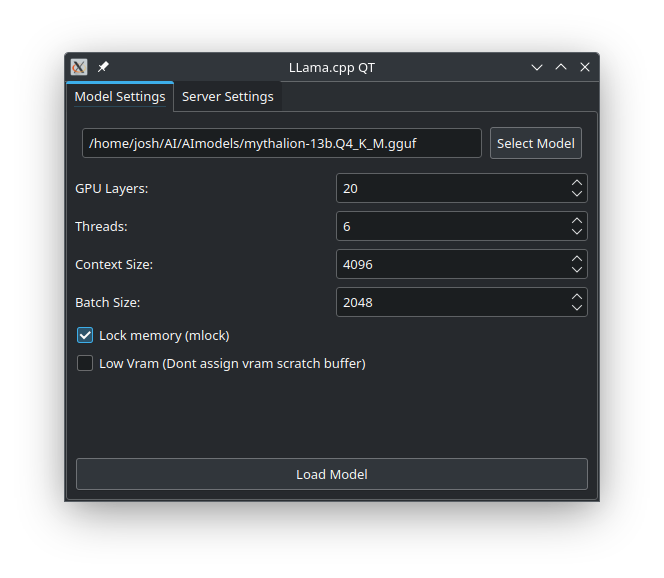 LLama.cpp QT
Model Settings Server Settings
/home/josh/AI/AImodels/mythalion-13b.Q4_K_M.gguf Select Model
GPU Layers: 20
Threads: 6
Context Size: 4096
Batch Size: 2048
Lock memory (mlock)
Low Vram (Dont assign vram scratch buffer)
Load Model